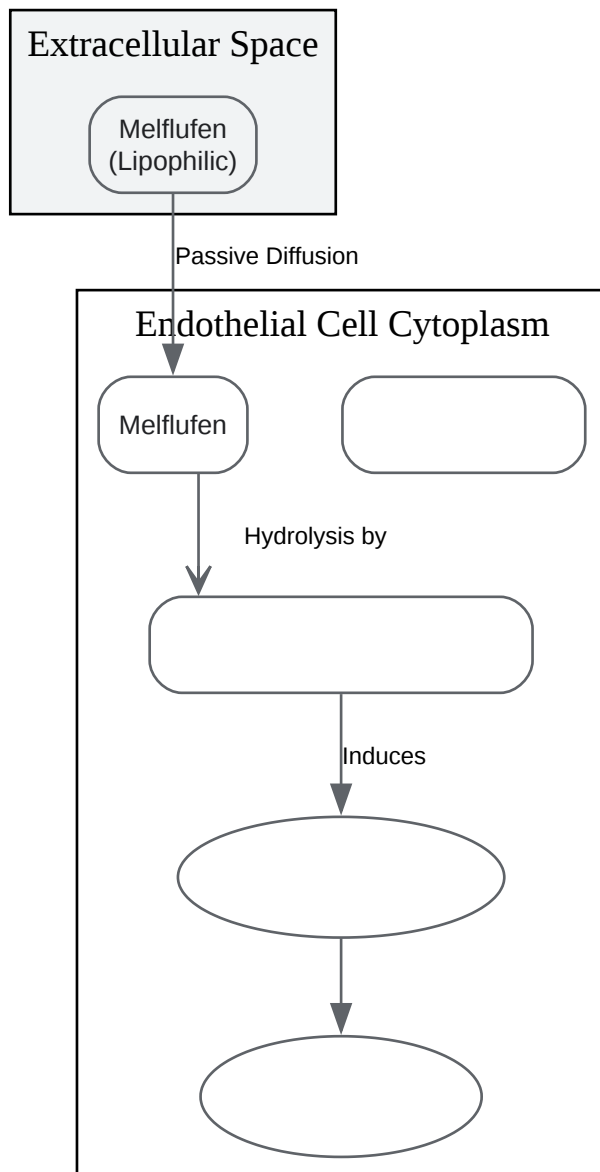 Extracellular Space
Melflufen
(Lipophilic)
Passive Diffusion
Endothelial Cell Cytoplasm
Melflufen
Hydrolysis by
Induces